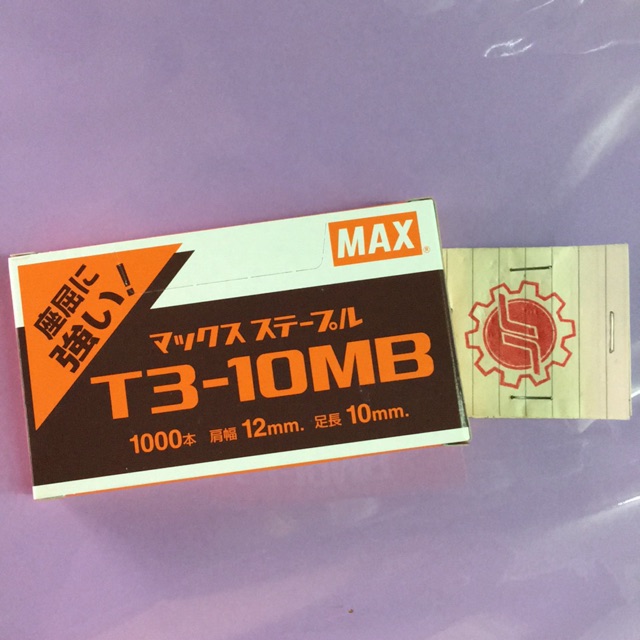 MAX®
座屈に
強い!
マックス ステープル
T3-10MB
1000本 肩幅 12mm. 足長 10mm.